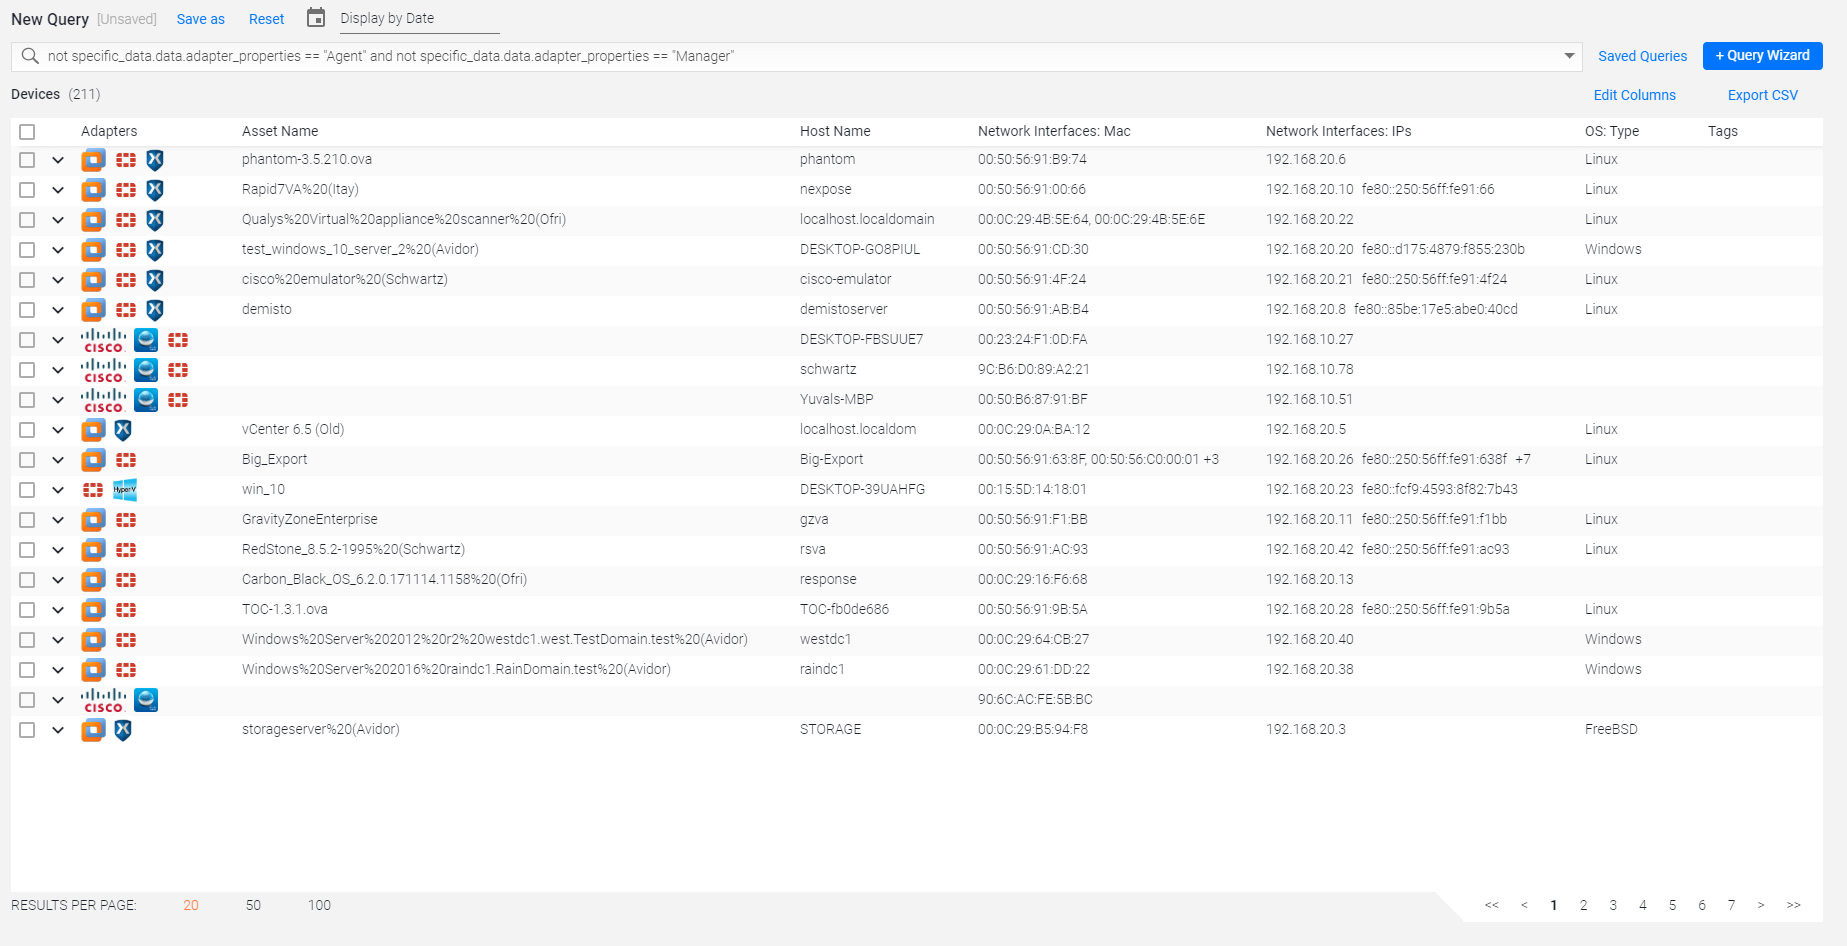 New Query [Unsaved] Save as Reset Display by Date
not specific_data.data.adapter_properties == "Agent" and not specific_data.data.adapter_properties == "Manager" Saved Queries + Query Wizard
Devices (211) Edit Columns Export CSV
Adapters Asset Name Host Name Network Interfaces: Mac Network Interfaces: IPs OS: Type Tags
phantom-3.5.210.ova phantom 00:50:56:91:B9:74 192.168.20.6 Linux
Rapid7VA%20(Itay) nexpose 00:50:56:91:00:66 192.168.20.10 fe80::250:56ff:fe91:66 Linux
Qualys%20Virtual%20appliance%20scanner%20(Ofri) localhost.localdomain 00:0C:29:4B:5E:64, 00:0C:29:4B:5E:6E 192.168.20.22 Linux
test_windows_10_server_2%20(Avidor) DESKTOP-GO8PIUL 00:50:56:91:CD:30 192.168.20.20 fe80::d175:4879:f855:230b Windows
cisco%20emulator%20(Schwartz) cisco-emulator 00:50:56:91:4F:24 192.168.20.21 fe80::250:56ff:fe91:4f24 Linux
demisto demistoserver 00:50:56:91:AB:B4 192.168.20.8 fe80::85be:17e5:abe0:40cd Linux
CISCO DESKTOP-FBSUUE7 00:23:24:F1:0D:FA 192.168.10.27
CISCO schwartz 9C:B6:D0:89:A2:21 192.168.10.78
CISCO Yuvals-MBP 00:50:B6:87:91:BF 192.168.10.51
vCenter 6.5 (Old) localhost.localdom 00:0C:29:0A:BA:12 192.168.20.5 Linux
Big_Export Big-Export 00:50:56:91:63:8F, 00:50:56:C0:00:01 +3 192.168.20.26 fe80::250:56ff:fe91:638f +7 Linux
Hyper-V win_10 DESKTOP-39UAHFG 00:15:5D:14:18:01 192.168.20.23 fe80::fcf9:4593:8f82:7b43
GravityZoneEnterprise gzva 00:50:56:91:F1:BB 192.168.20.11 fe80::250:56ff:fe91:f1bb Linux
RedStone_8.5.2-1995%20(Schwartz) rsva 00:50:56:91:AC:93 192.168.20.42 fe80::250:56ff:fe91:ac93 Linux
Carbon_Black_OS_6.2.0.171114.1158%20(Ofri) response 00:0C:29:16:F6:68 192.168.20.13
TOC-1.3.1.ova TOC-fb0de686 00:50:56:91:9B:5A 192.168.20.28 fe80::250:56ff:fe91:9b5a Linux
Windows%20Server%202012%20r2%20westdc1.west.TestDomain.test%20(Avidor) westdc1 00:0C:29:64:CB:27 192.168.20.40 Windows
Windows%20Server%202016%20raindc1.RainDomain.test%20(Avidor) raindc1 00:0C:29:61:DD:22 192.168.20.38 Windows
CISCO 90:6C:AC:FE:5B:BC
storageserver%20(Avidor) STORAGE 00:0C:29:B5:94:F8 192.168.20.3 FreeBSD
RESULTS PER PAGE: 20 50 100 << < 1 2 3 4 5 6 7 > >>